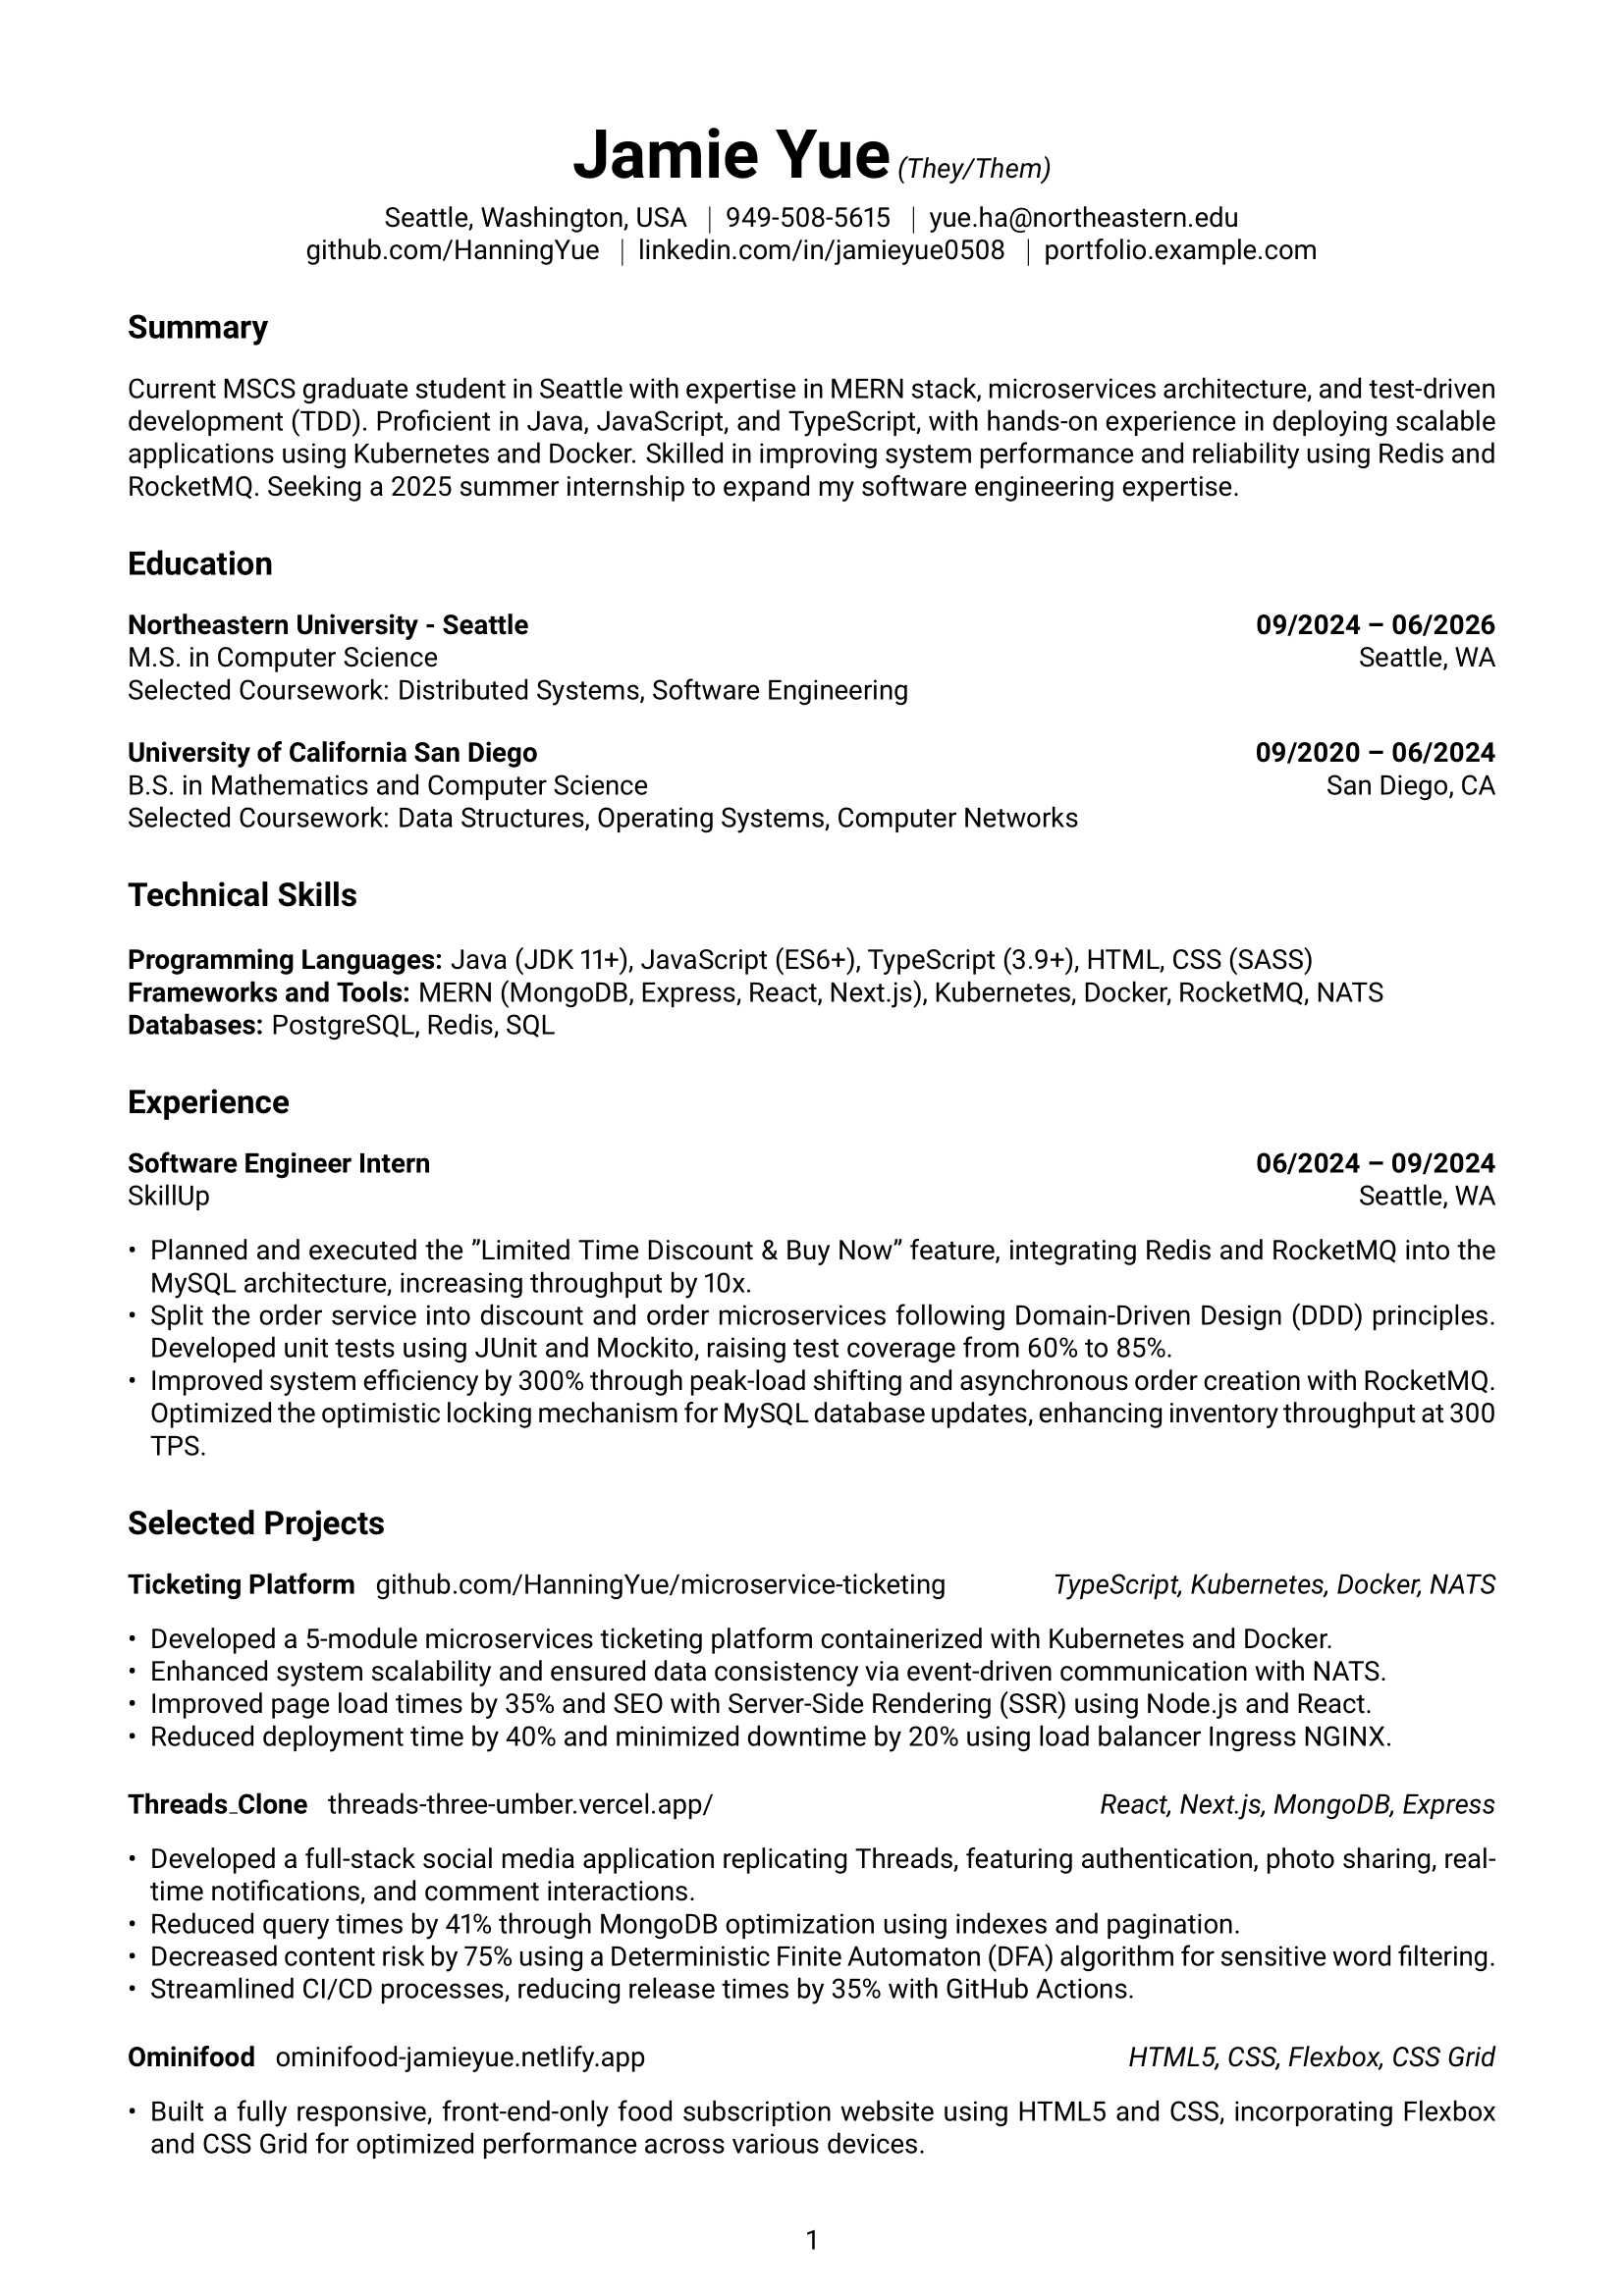 Jamie Yue (They/Them)
Seattle, Washington, USA | 949-508-5615 | yue.ha@northeastern.edu
github.com/HanningYue | linkedin.com/in/jamieyue0508 | portfolio.example.com
Summary
Current MSCS graduate student in Seattle with expertise in MERN stack, microservices architecture, and test-driven
development (TDD). Proficient in Java, JavaScript, and TypeScript, with hands-on experience in deploying scalable
applications using Kubernetes and Docker. Skilled in improving system performance and reliability using Redis and
RocketMQ. Seeking a 2025 summer internship to expand my software engineering expertise.
Education
Northeastern University - Seattle 09/2024 – 06/2026
M.S. in Computer Science Seattle, WA
Selected Coursework: Distributed Systems, Software Engineering
University of California San Diego 09/2020 – 06/2024
B.S. in Mathematics and Computer Science San Diego, CA
Selected Coursework: Data Structures, Operating Systems, Computer Networks
Technical Skills
Programming Languages: Java (JDK 11+), JavaScript (ES6+), TypeScript (3.9+), HTML, CSS (SASS)
Frameworks and Tools: MERN (MongoDB, Express, React, Next.js), Kubernetes, Docker, RocketMQ, NATS
Databases: PostgreSQL, Redis, SQL
Experience
Software Engineer Intern 06/2024 – 09/2024
SkillUp Seattle, WA
• Planned and executed the ”Limited Time Discount & Buy Now” feature, integrating Redis and RocketMQ into the
MySQL architecture, increasing throughput by 10x.
• Split the order service into discount and order microservices following Domain-Driven Design (DDD) principles.
Developed unit tests using JUnit and Mockito, raising test coverage from 60% to 85%.
• Improved system efficiency by 300% through peak-load shifting and asynchronous order creation with RocketMQ.
Optimized the optimistic locking mechanism for MySQL database updates, enhancing inventory throughput at 300
TPS.
Selected Projects
Ticketing Platform github.com/HanningYue/microservice-ticketing TypeScript, Kubernetes, Docker, NATS
• Developed a 5-module microservices ticketing platform containerized with Kubernetes and Docker.
• Enhanced system scalability and ensured data consistency via event-driven communication with NATS.
• Improved page load times by 35% and SEO with Server-Side Rendering (SSR) using Node.js and React.
• Reduced deployment time by 40% and minimized downtime by 20% using load balancer Ingress NGINX.
Threads_Clone threads-three-umber.vercel.app/ React, Next.js, MongoDB, Express
• Developed a full-stack social media application replicating Threads, featuring authentication, photo sharing, real-
time notifications, and comment interactions.
• Reduced query times by 41% through MongoDB optimization using indexes and pagination.
• Decreased content risk by 75% using a Deterministic Finite Automaton (DFA) algorithm for sensitive word filtering.
• Streamlined CI/CD processes, reducing release times by 35% with GitHub Actions.
Ominifood ominifood-jamieyue.netlify.app HTML5, CSS, Flexbox, CSS Grid
• Built a fully responsive, front-end-only food subscription website using HTML5 and CSS, incorporating Flexbox
and CSS Grid for optimized performance across various devices.
1